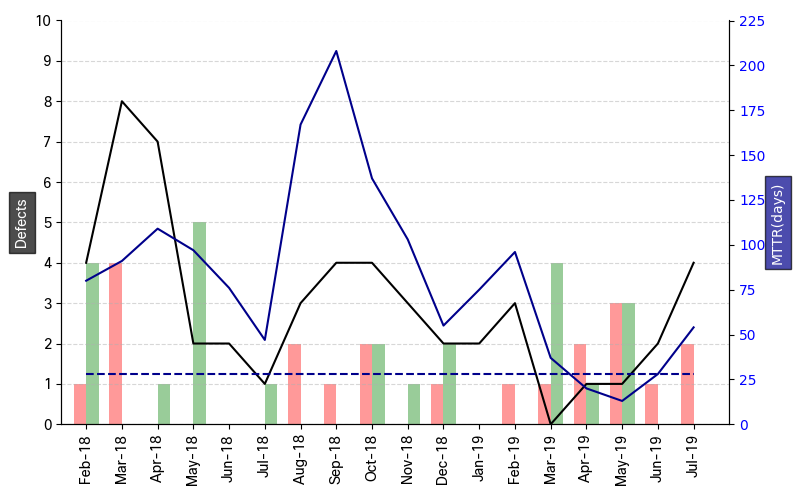 Defects
10
9
8
7
6
5
4
3
2
1
0
225
200
175
150
125
100
75
50
25
0
MTTR(days)
Feb-18
Mar-18
Apr-18
May-18
Jun-18
Jul-18
Aug-18
Sep-18
Oct-18
Nov-18
Dec-18
Jan-19
Feb-19
Mar-19
Apr-19
May-19
Jun-19
Jul-19